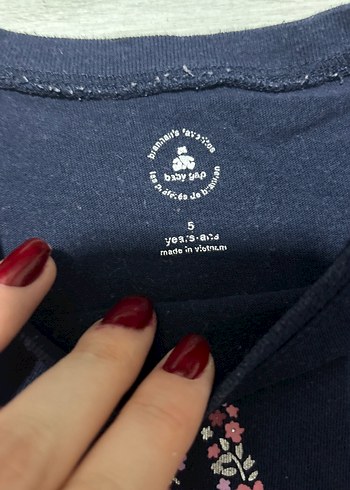 brannan's favorites
baby gap
les préférés de brannan
5
years-ans
made in vietnam